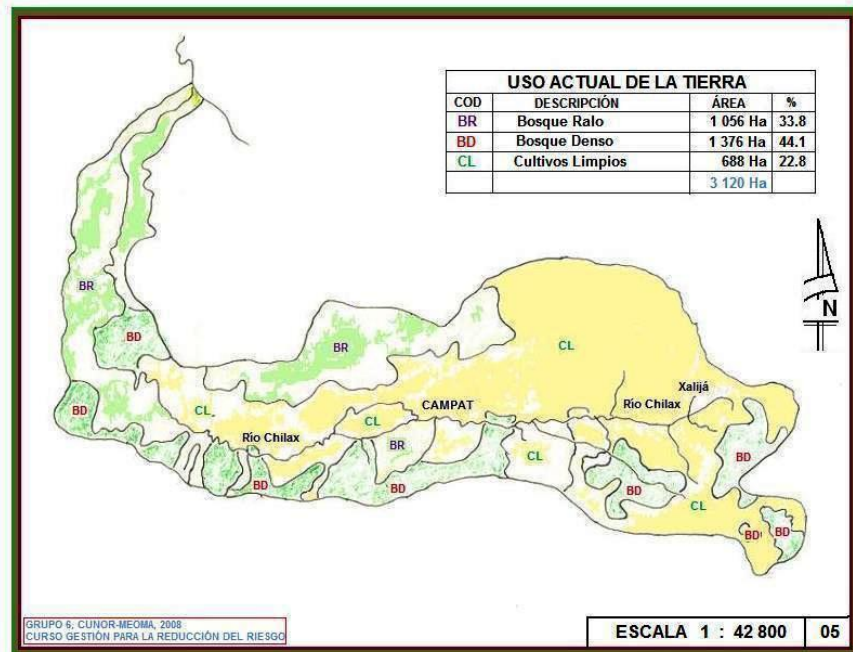 USO ACTUAL DE LA TIERRA
COD DESCRIPCIÓN ÁREA %
BR Bosque Ralo 1 056 Ha 33.8
BD Bosque Denso 1 376 Ha 44.1
CL Cultivos Limpios 688 Ha 22.8
3 120 Ha
N
BR
BD
BR
CL
Xalijá
BD
CL
CAMPAT
Río Chilax
CL
Río Chilax
BR
CL
BD
BD
BD
BD
CL
BD
BD
GRUPO 6, CUNOR-MEOMA, 2008
CURSO GESTIÓN PARA LA REDUCCIÓN DEL RIESGO
ESCALA 1 : 42 800 05